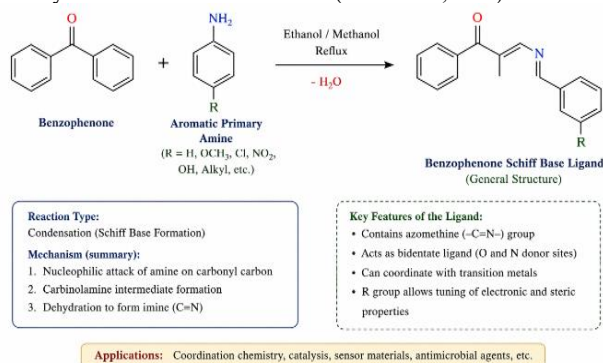 O
NH₂
O
Ethanol / Methanol
Reflux
+
- H₂O
N
R
R
Benzophenone
Aromatic Primary
Amine
(R = H, OCH₃, Cl, NO₂,
OH, Alkyl, etc.)
Benzophenone Schiff Base Ligand
(General Structure)
Reaction Type:
Condensation (Schiff Base Formation)
Mechanism (summary):
1. Nucleophilic attack of amine on carbonyl carbon
2. Carbinolamine intermediate formation
3. Dehydration to form imine (C=N)
Key Features of the Ligand:
• Contains azomethine (–C=N–) group
• Acts as bidentate ligand (O and N donor sites)
• Can coordinate with transition metals
• R group allows tuning of electronic and steric
properties
Applications: Coordination chemistry, catalysis, sensor materials, antimicrobial agents, etc.